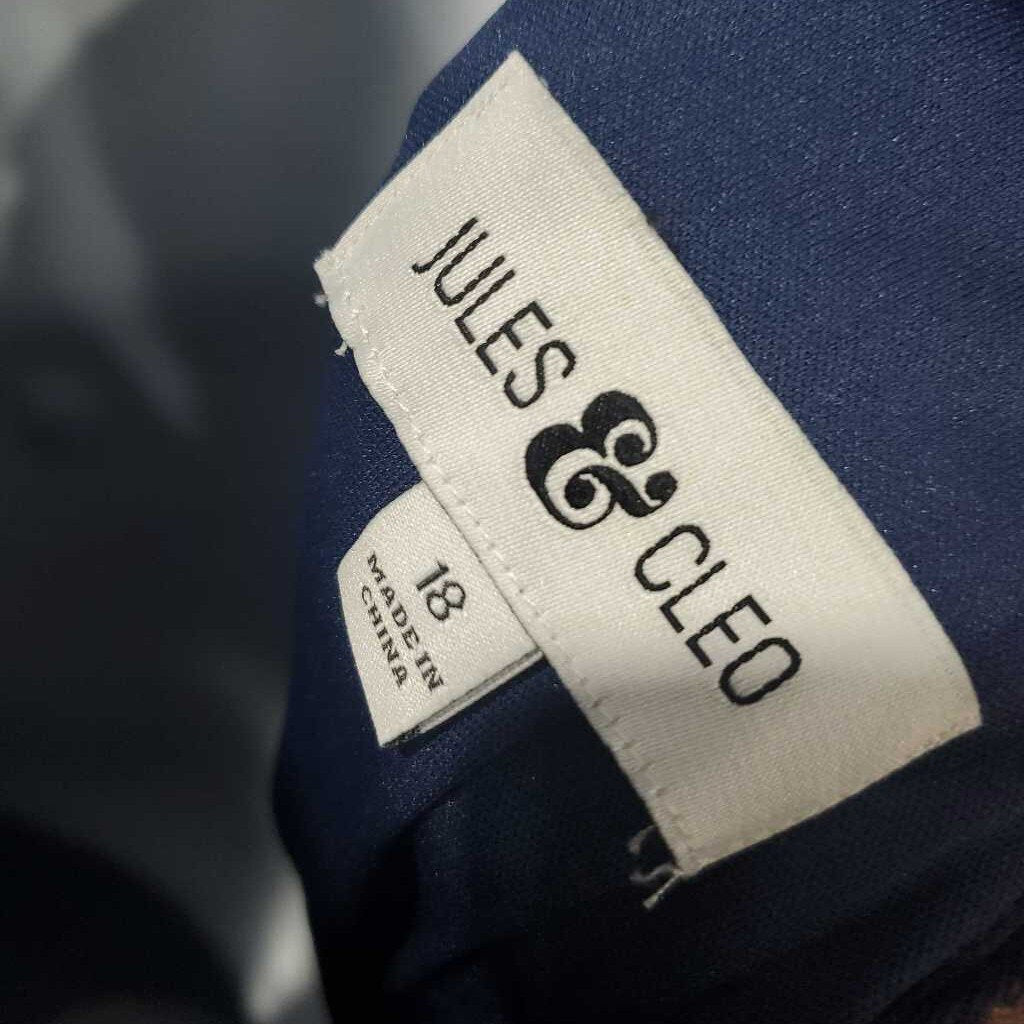 JULES & CLEO
18
MADE IN
CHINA